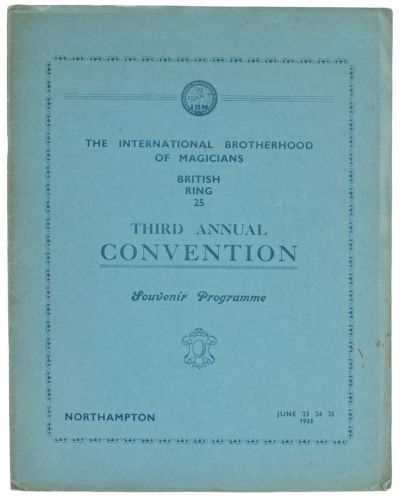 IBM
THE INTERNATIONAL BROTHERHOOD
OF MAGICIANS
BRITISH
RING
25
THIRD ANNUAL
CONVENTION
Souvenir Programme
NORTHAMPTON
JUNE 23 24 25
1933